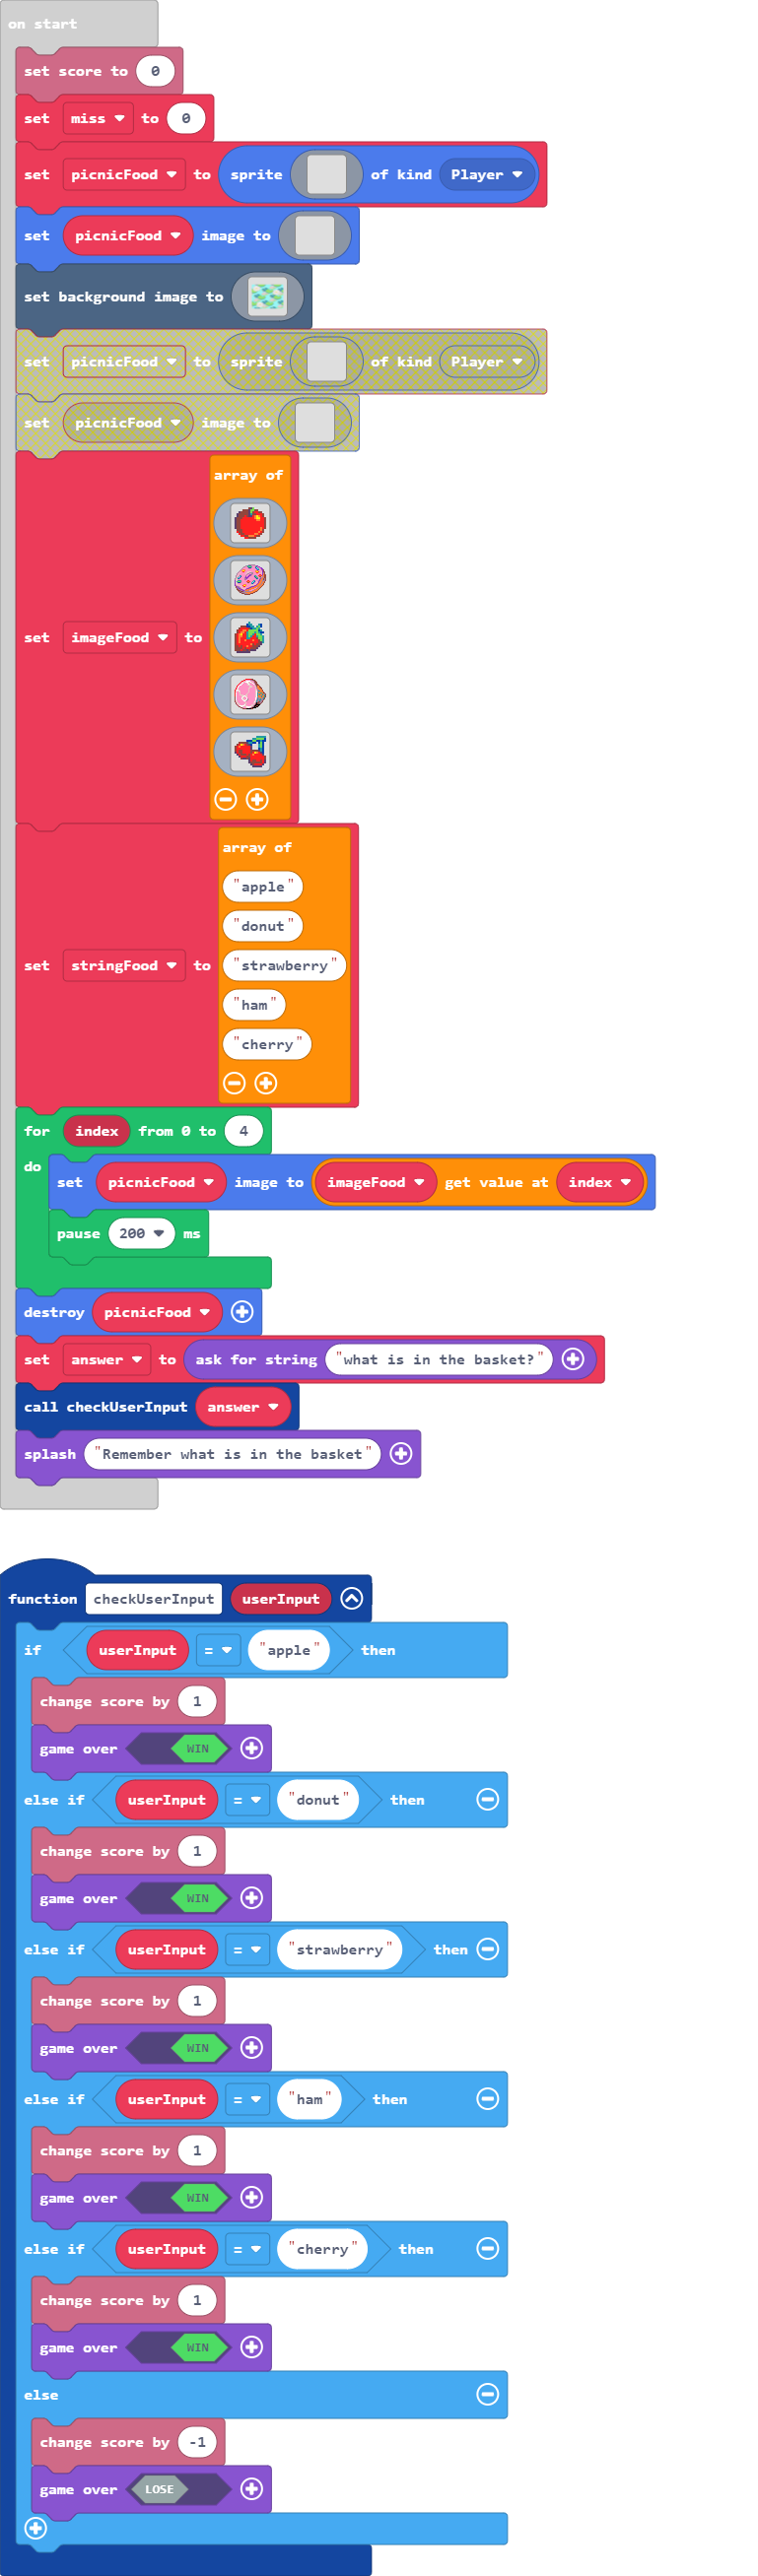 on start
set score to 0
set miss to 0
set picnicFood to sprite of kind Player
set picnicFood image to
set background image to
set picnicFood to sprite of kind Player
set picnicFood image to
array of
set imageFood to
array of
"apple"
"donut"
set stringFood to "strawberry"
"ham"
"cherry"
for index from 0 to 4
do
set picnicFood image to imageFood get value at index
pause 200 ms
destroy picnicFood
set answer to ask for string "what is in the basket?"
call checkUserInput answer
splash "Remember what is in the basket"
function checkUserInput userInput
if userInput = "apple" then
change score by 1
game over WIN
else if userInput = "donut" then
change score by 1
game over WIN
else if userInput = "strawberry" then
change score by 1
game over WIN
else if userInput = "ham" then
change score by 1
game over WIN
else if userInput = "cherry" then
change score by 1
game over WIN
else
change score by -1
game over LOSE